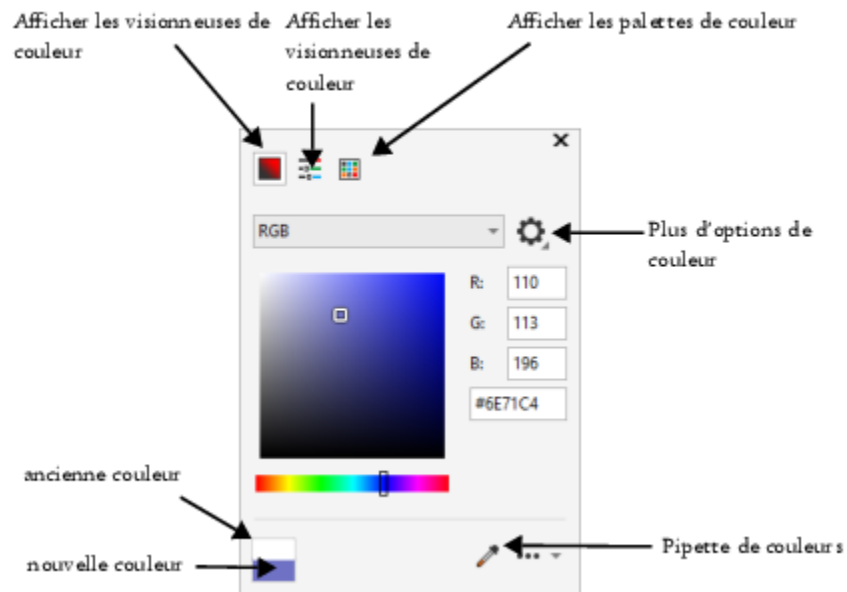 Afficher les visionneuses de
couleur
Afficher les
visionneuses de
couleur
Afficher les palettes de couleur
RGB
Plus d'options de
couleur
R: 110
G: 113
B: 196
#6E71C4
ancienne couleur
nouvelle couleur
Pipette de couleurs